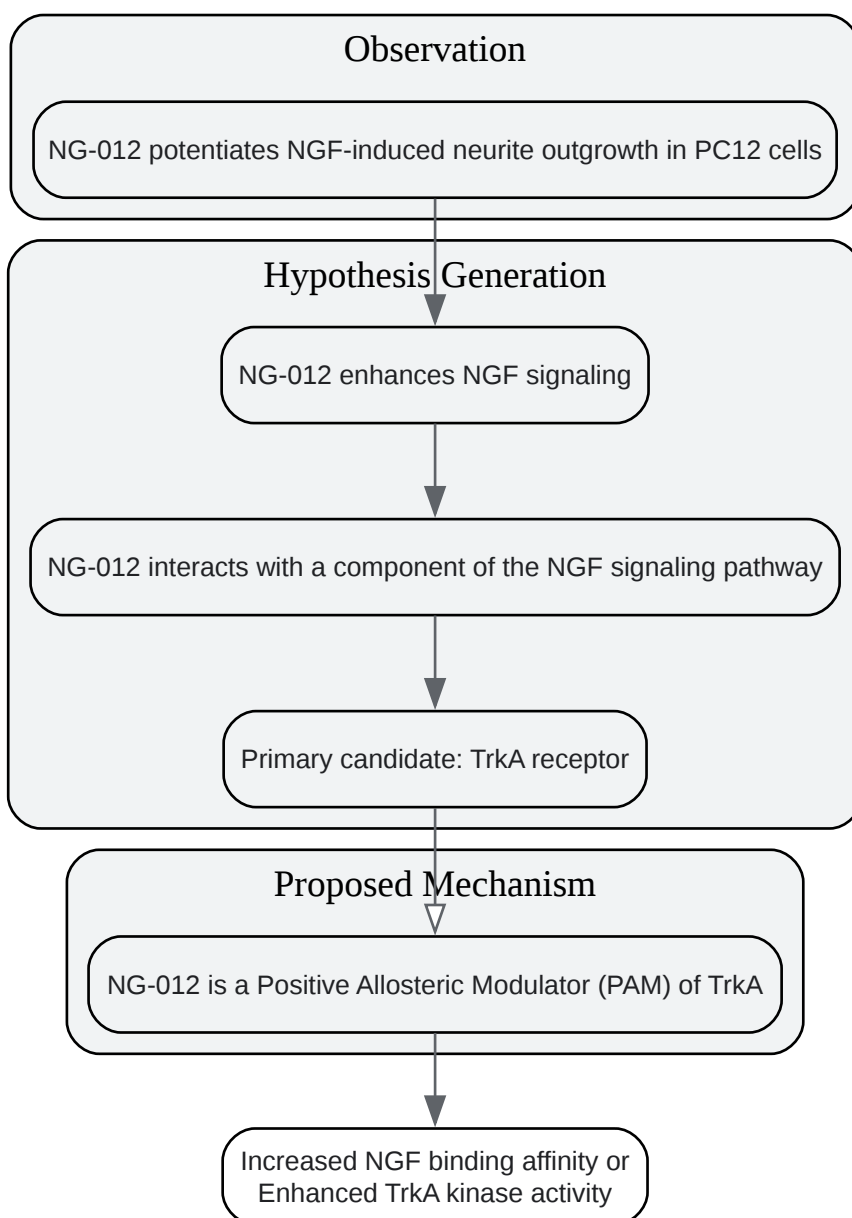 Observation
NG-012 potentiates NGF-induced neurite outgrowth in PC12 cells
Hypothesis Generation
NG-012 enhances NGF signaling
NG-012 interacts with a component of the NGF signaling pathway
Primary candidate: TrkA receptor
Proposed Mechanism
NG-012 is a Positive Allosteric Modulator (PAM) of TrkA
Increased NGF binding affinity or
Enhanced TrkA kinase activity